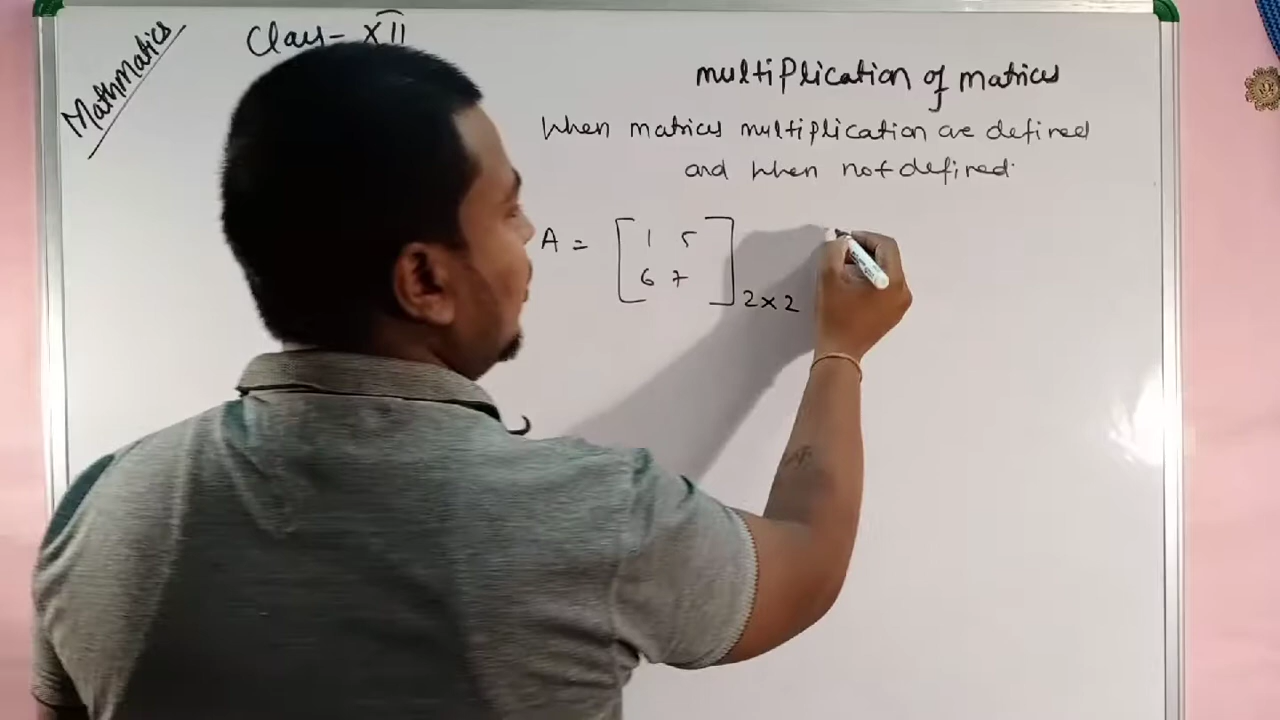 Mathmatics
Class- XII
multiplication of matrices
When matrices multiplication are defined
and when not defined.
A = [ 1 5
6 7 ] 2×2